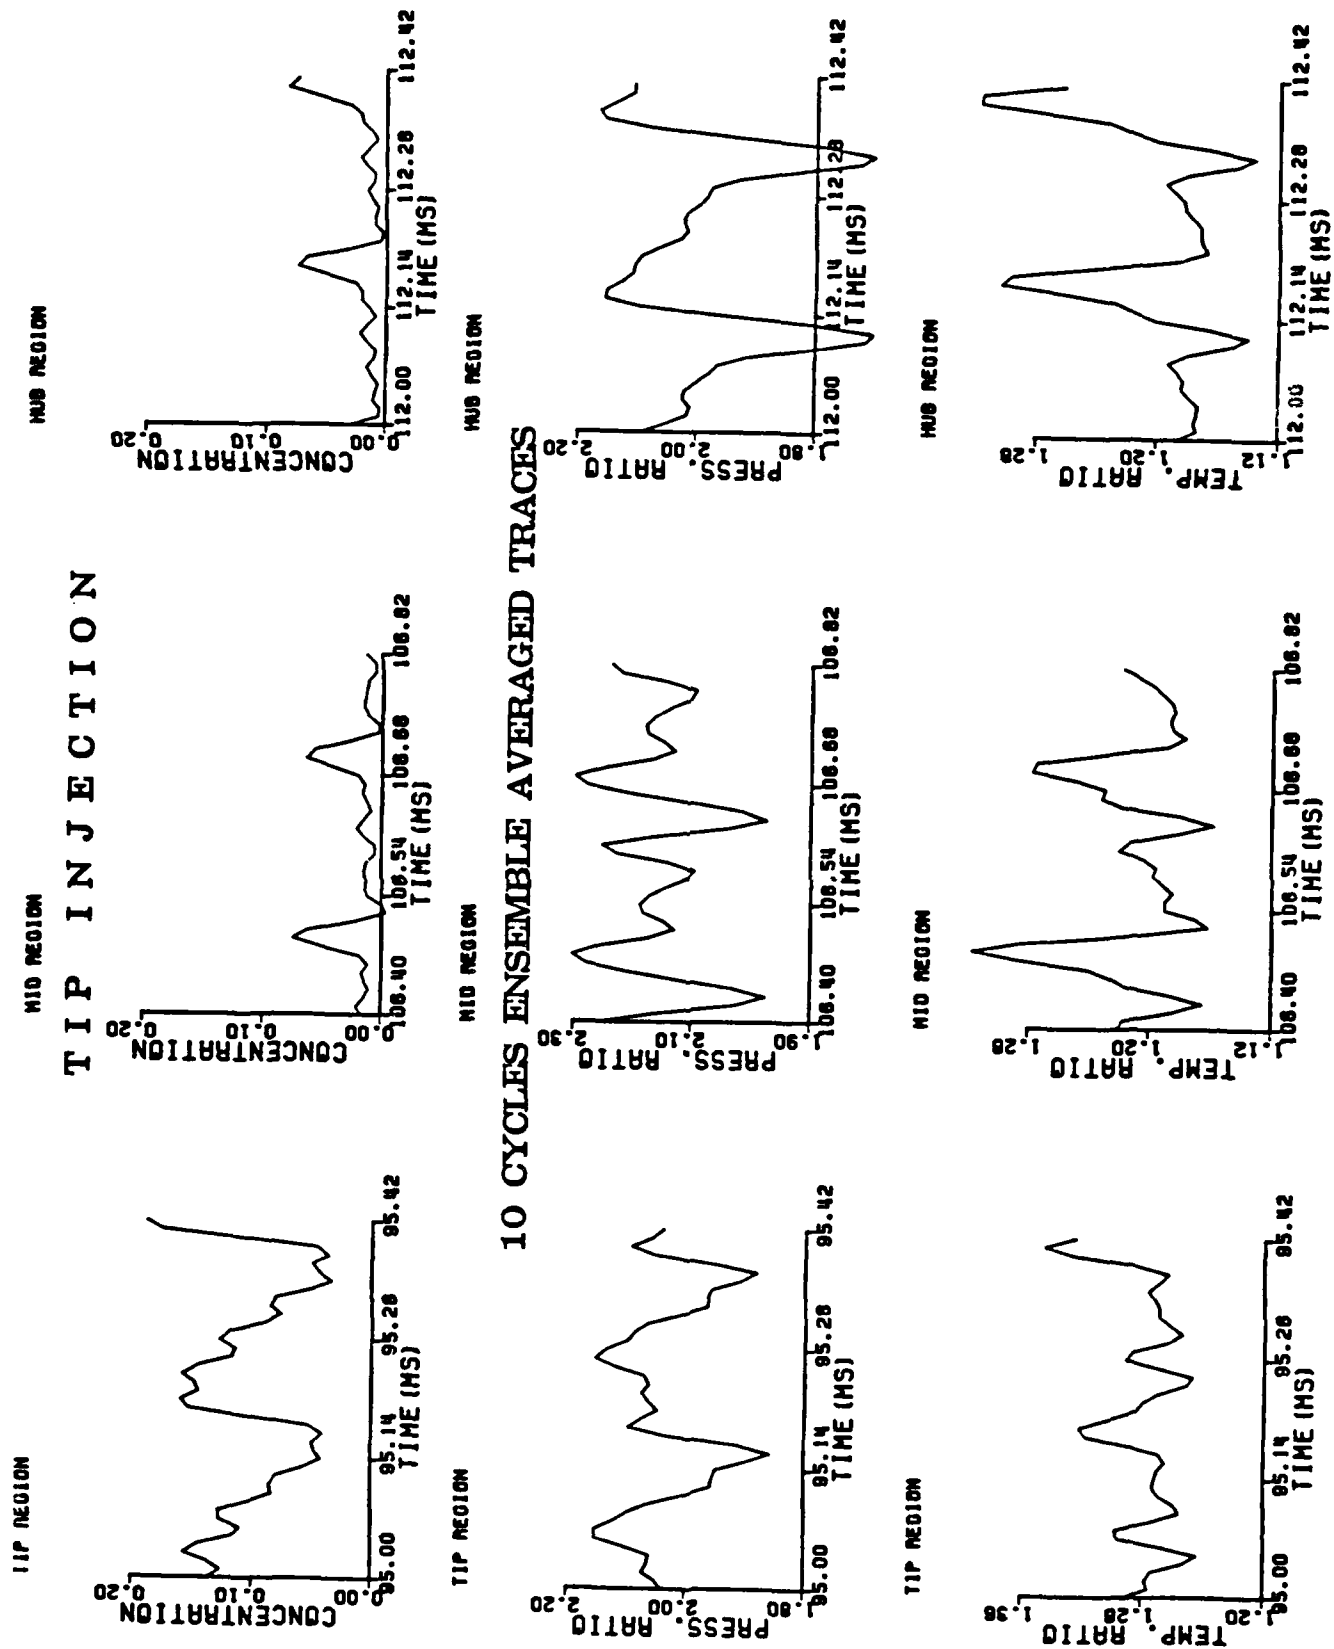 TIP INJECTION
10 CYCLES ENSEMBLE AVERAGED TRACES
TIP REGION
CONCENTRATION
0.20
0.10
0.00
95.00
95.14
95.28
95.42
TIME (MS)
MID REGION
CONCENTRATION
0.20
0.10
0.00
106.40
106.54
106.68
106.82
TIME (MS)
HUB REGION
CONCENTRATION
0.20
0.10
0.00
112.00
112.14
112.28
112.42
TIME (MS)
TIP REGION
PRESS. RATIO
2.20
2.00
1.80
95.00
95.14
95.28
95.42
TIME (MS)
MID REGION
PRESS. RATIO
2.30
2.10
1.90
106.40
106.54
106.68
106.82
TIME (MS)
HUB REGION
PRESS. RATIO
2.20
2.00
1.80
112.00
112.14
112.28
112.42
TIME (MS)
TIP REGION
TEMP. RATIO
1.36
1.28
1.20
95.00
95.14
95.28
95.42
TIME (MS)
MID REGION
TEMP. RATIO
1.28
1.20
1.12
106.40
106.54
106.68
106.82
TIME (MS)
HUB REGION
TEMP. RATIO
1.28
1.20
1.12
112.00
112.14
112.28
112.42
TIME (MS)